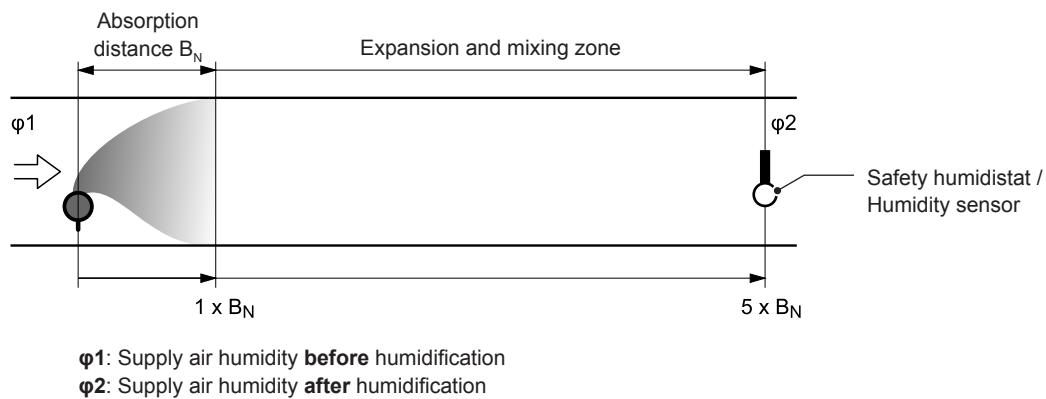 Absorption
distance B_N
Expansion and mixing zone
φ1
φ2
Safety humidistat /
Humidity sensor
1 x B_N
5 x B_N
φ1: Supply air humidity before humidification
φ2: Supply air humidity after humidification